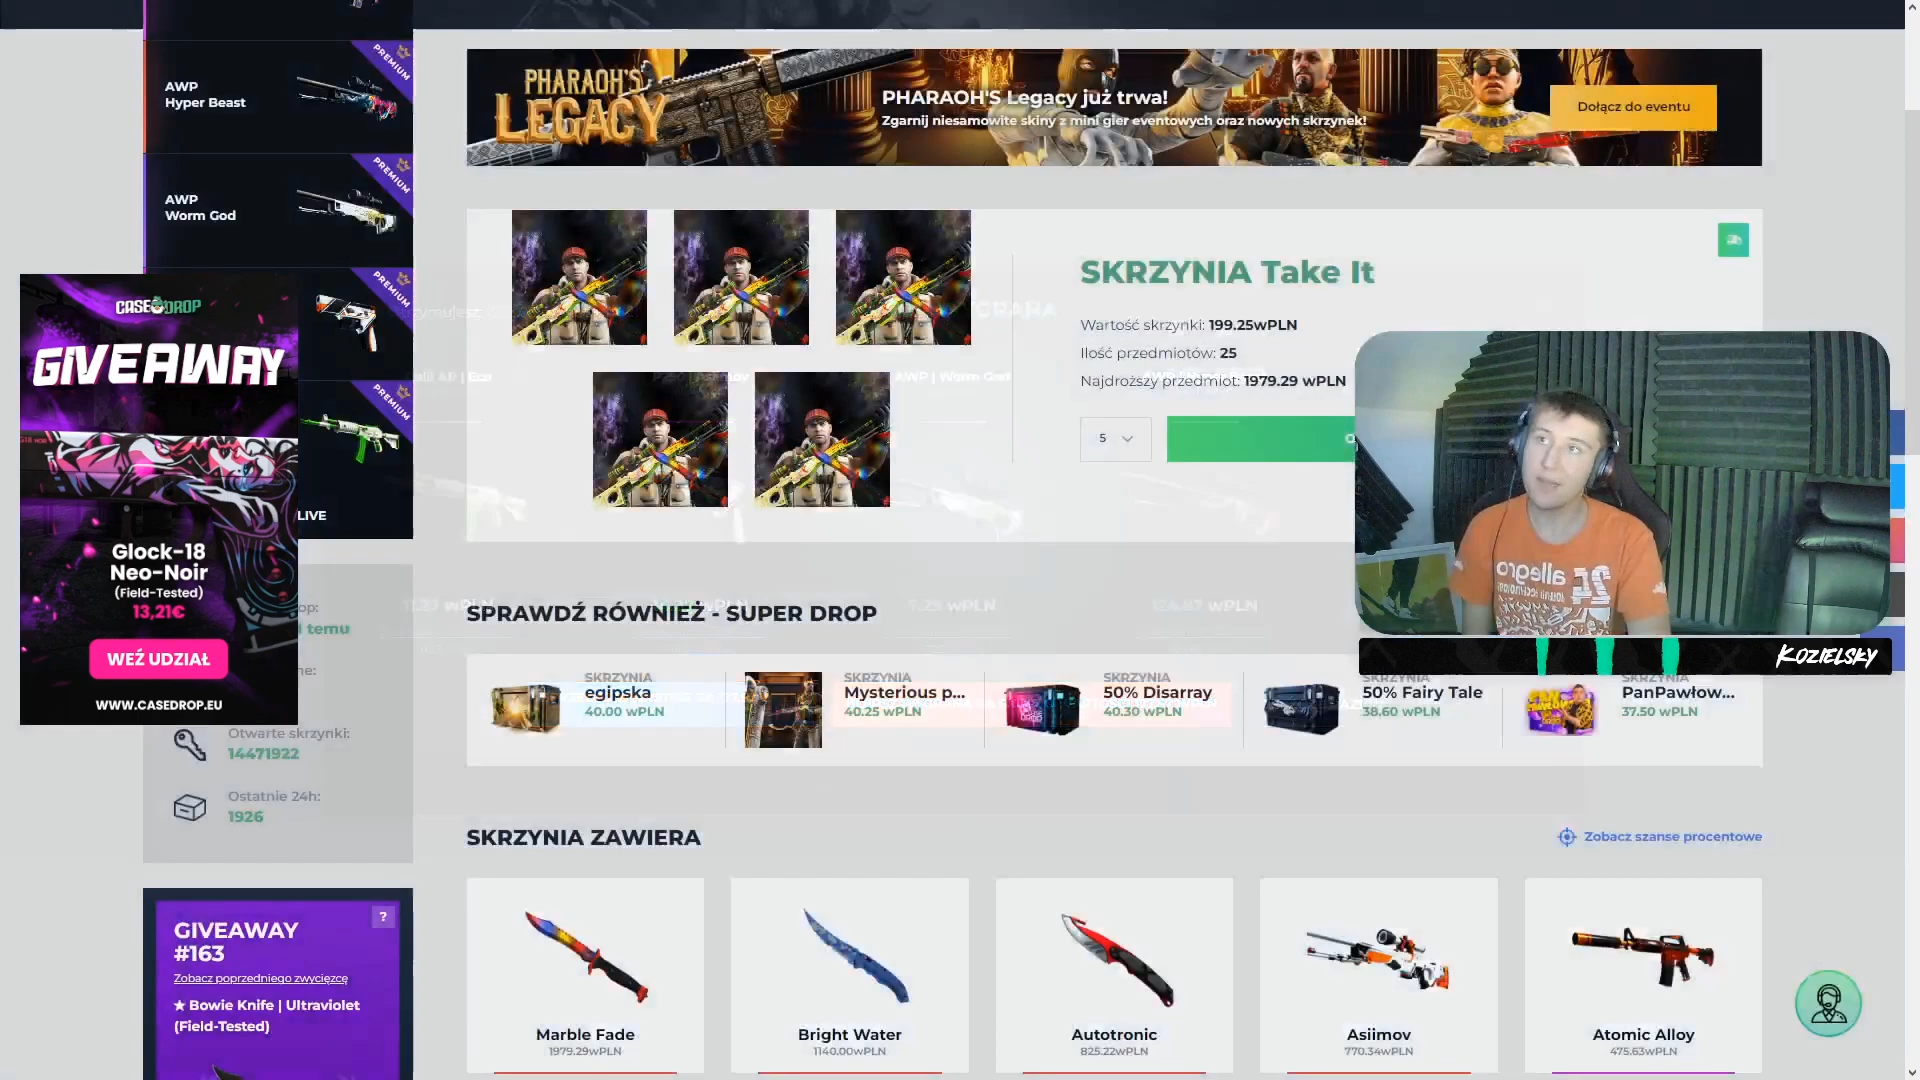 AWP
Hyper Beast
PREMIUM
AWP
Worm God
PREMIUM
PREMIUM
PREMIUM
LIVE
CASEDROP
GIVEAWAY
Glock-18
Neo-Noir
(Field-Tested)
13,21€
WEŹ UDZIAŁ
WWW.CASEDROP.EU
temu
Otwarte skrzynki:
14471922
Ostatnie 24h:
1926
GIVEAWAY
#163
?
Zobacz poprzedniego zwycięzcę
★ Bowie Knife | Ultraviolet
(Field-Tested)
PHARAOH'S
LEGACY
PHARAOH'S Legacy już trwa!
Zgarnij niesamowite skiny z mini gier eventowych oraz nowych skrzynek!
Dołącz do eventu
SKRZYNIA Take It
Wartość skrzynki: 199.25wPLN
Ilość przedmiotów: 25
Najdroższy przedmiot: 1979.29 wPLN
5
AWP | Worm God
allegro
KOZIELSKY
SPRAWDŹ RÓWNIEŻ - SUPER DROP
SKRZYNIA
egipska
40.00 wPLN
SKRZYNIA
Mysterious p...
40.25 wPLN
SKRZYNIA
50% Disarray
40.30 wPLN
SKRZYNIA
50% Fairy Tale
38.60 wPLN
SKRZYNIA
PanPawłow...
37.50 wPLN
SKRZYNIA ZAWIERA
Zobacz szanse procentowe
Marble Fade
1979.29wPLN
Bright Water
1140.00wPLN
Autotronic
825.22wPLN
Asiimov
770.34wPLN
Atomic Alloy
475.63wPLN